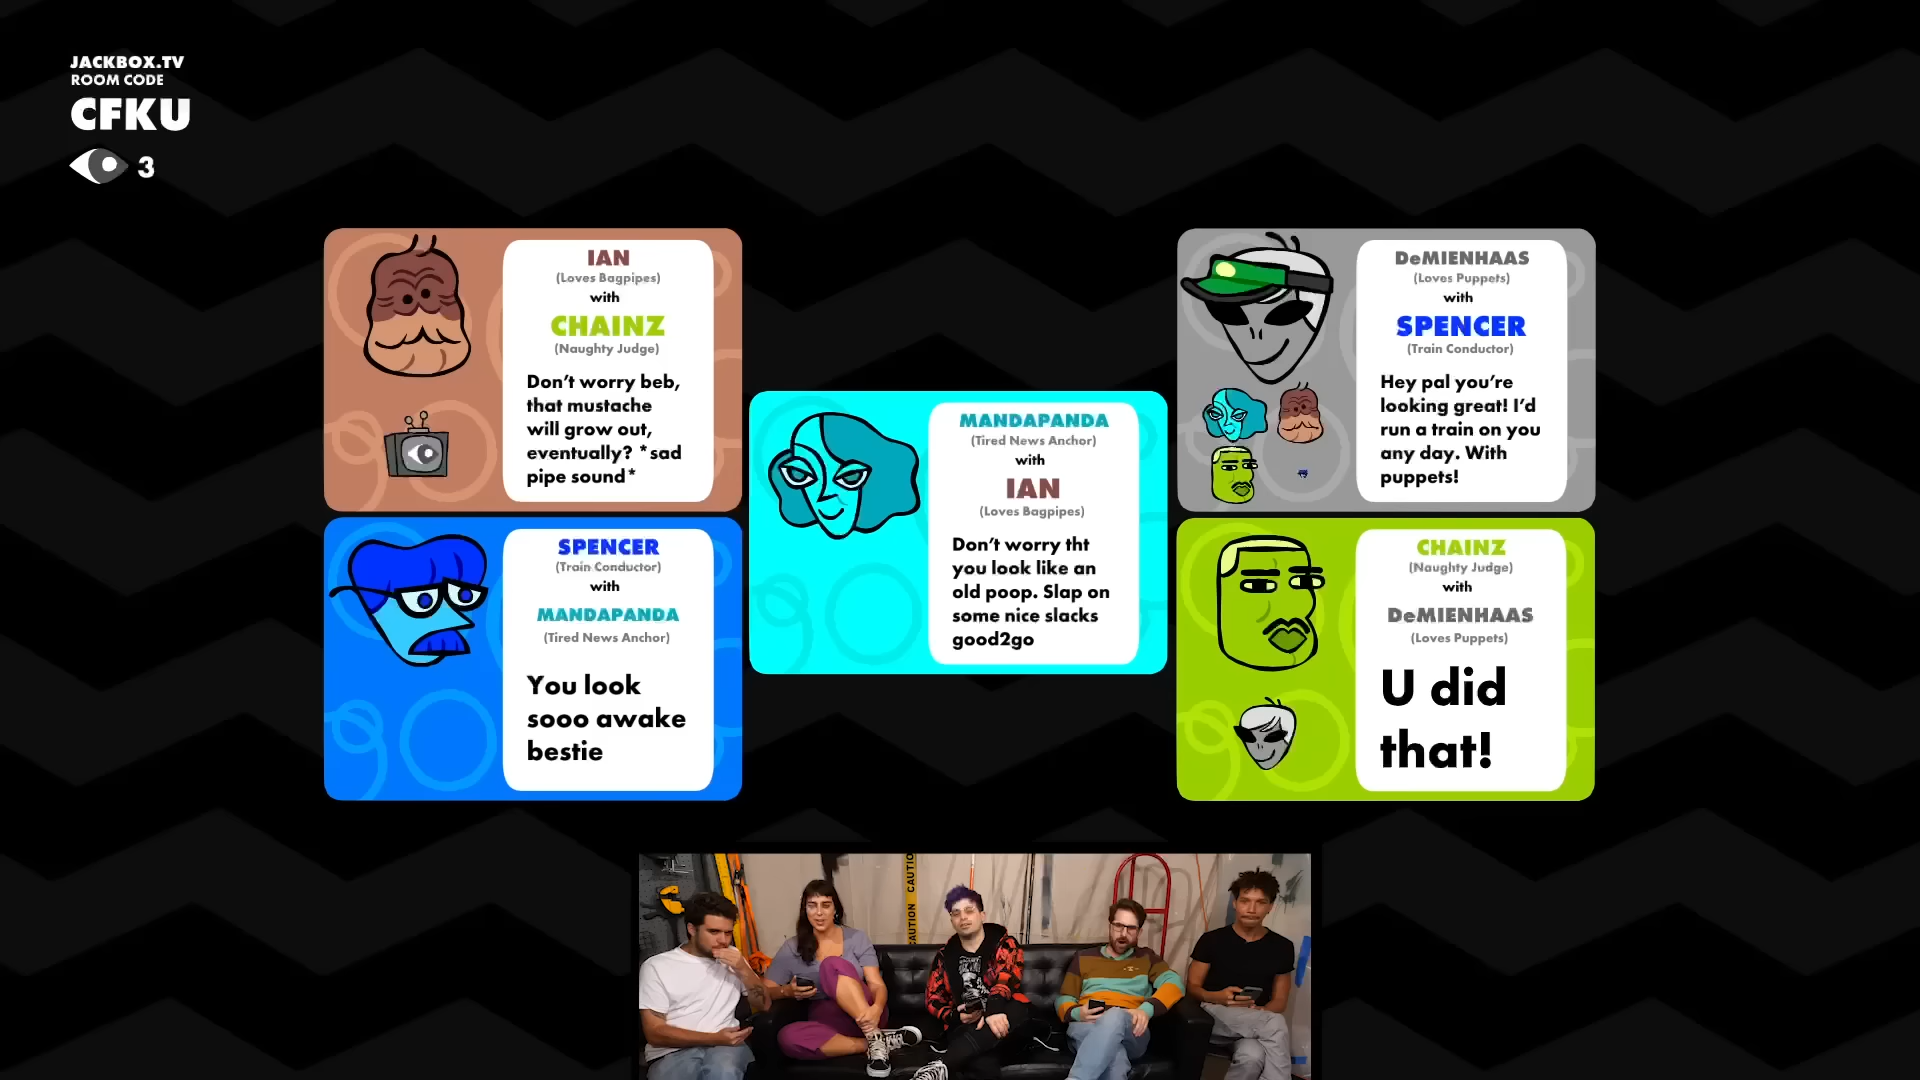 JACKBOX.TV
ROOM CODE
CFKU
3
IAN
(Loves Bagpipes)
with
CHAINZ
(Naughty Judge)
Don't worry beb,
that mustache
will grow out,
eventually? *sad
pipe sound*
SPENCER
(Train Conductor)
with
MANDAPANDA
(Tired News Anchor)
You look
sooo awake
bestie
MANDAPANDA
(Tired News Anchor)
with
IAN
(Loves Bagpipes)
Don't worry tht
you look like an
old poop. Slap on
some nice slacks
good2go
DeMIENHAAS
(Loves Puppets)
with
SPENCER
(Train Conductor)
Hey pal you're
looking great! I'd
run a train on you
any day. With
puppets!
CHAINZ
(Naughty Judge)
with
DeMIENHAAS
(Loves Puppets)
U did
that!
CAUTION
CAUTION